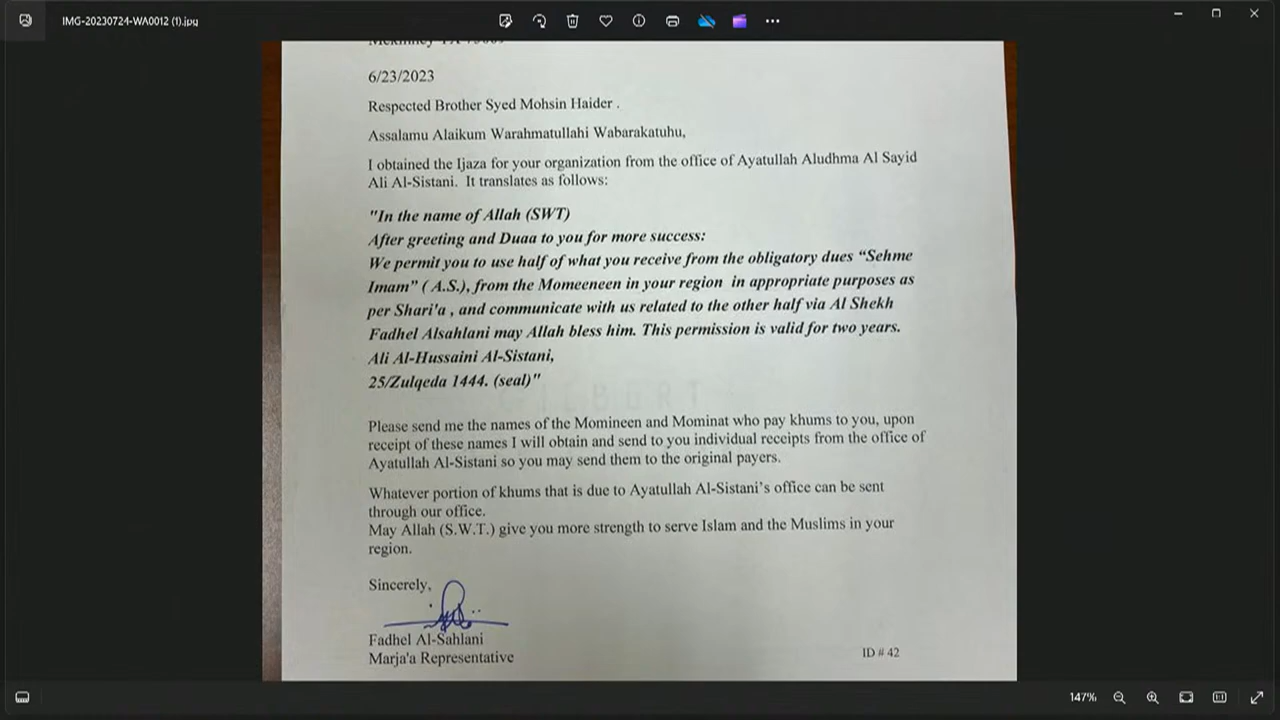 IMG-20230724-WA0012 (1).jpg
6/23/2023
Respected Brother Syed Mohsin Haider .
Assalamu Alaikum Warahmatullahi Wabarakatuhu,
I obtained the Ijaza for your organization from the office of Ayatullah Aludhma Al Sayid
Ali Al-Sistani. It translates as follows:
"In the name of Allah (SWT)
After greeting and Duaa to you for more success:
We permit you to use half of what you receive from the obligatory dues “Sehme
Imam” ( A.S.), from the Momeeneen in your region in appropriate purposes as
per Shari'a , and communicate with us related to the other half via Al Shekh
Fadhel Alsahlani may Allah bless him. This permission is valid for two years.
Ali Al-Hussaini Al-Sistani,
25/Zulqeda 1444. (seal)"
Please send me the names of the Momineen and Mominat who pay khums to you, upon
receipt of these names I will obtain and send to you individual receipts from the office of
Ayatullah Al-Sistani so you may send them to the original payers.
Whatever portion of khums that is due to Ayatullah Al-Sistani’s office can be sent
through our office.
May Allah (S.W.T.) give you more strength to serve Islam and the Muslims in your
region.
Sincerely,
Fadhel Al-Sahlani
Marja'a Representative
ID # 42
147%